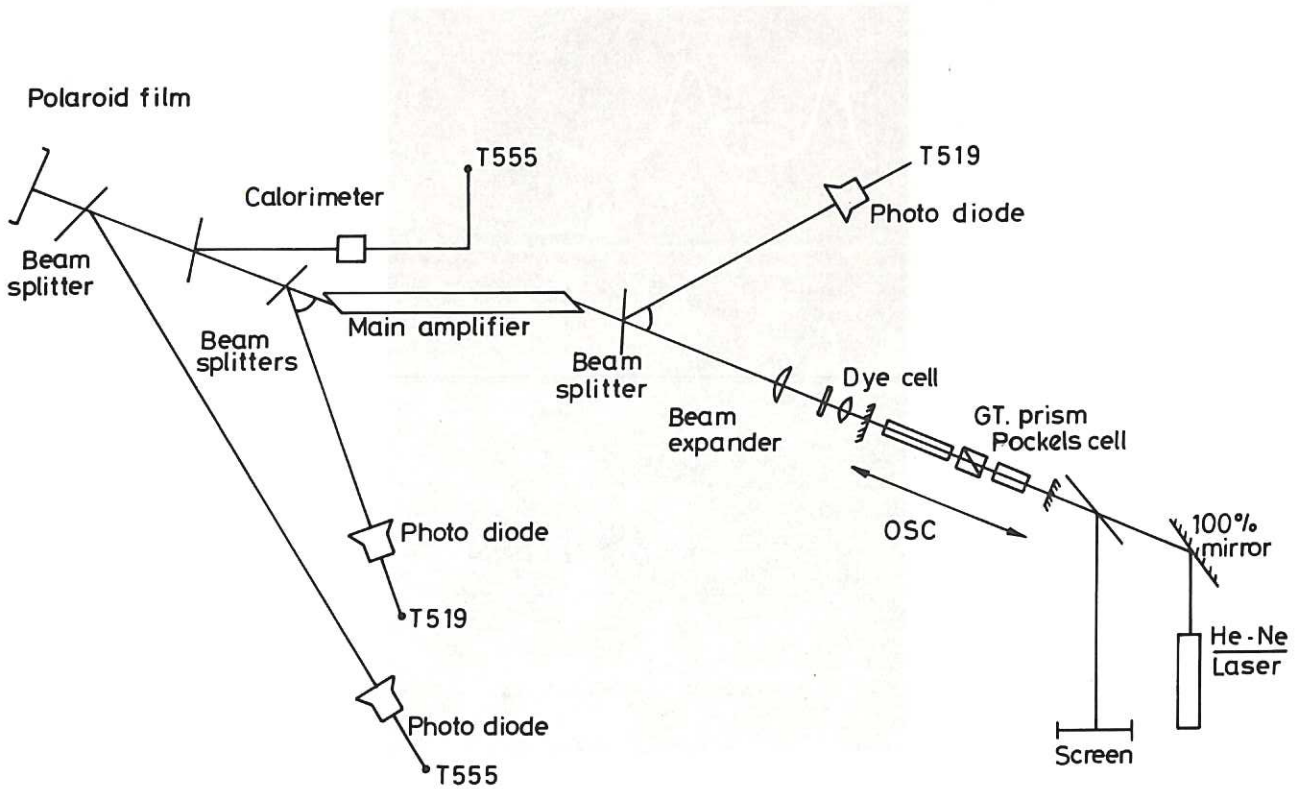 Polaroid film
T555
Calorimeter
T519
Photo diode
Beam
splitter
Main amplifier
Beam
splitters
Beam
splitter
Dye cell
Beam
expander
GT. prism
Pockels cell
OSC
100%
mirror
Photo diode
T519
He-Ne
Laser
Photo diode
Screen
T555